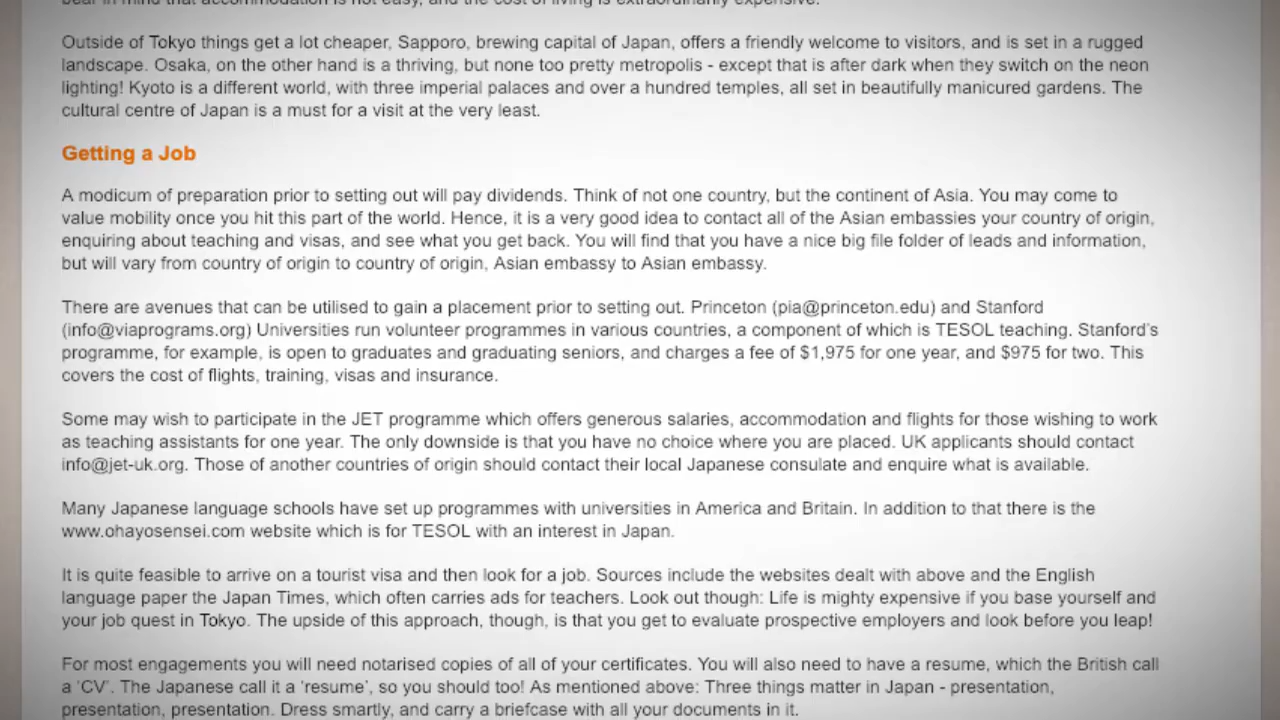 bear in mind that accommodation is not easy, and the cost of living is extraordinarily expensive.
Outside of Tokyo things get a lot cheaper, Sapporo, brewing capital of Japan, offers a friendly welcome to visitors, and is set in a rugged
landscape. Osaka, on the other hand is a thriving, but none too pretty metropolis - except that is after dark when they switch on the neon
lighting! Kyoto is a different world, with three imperial palaces and over a hundred temples, all set in beautifully manicured gardens. The
cultural centre of Japan is a must for a visit at the very least.
Getting a Job
A modicum of preparation prior to setting out will pay dividends. Think of not one country, but the continent of Asia. You may come to
value mobility once you hit this part of the world. Hence, it is a very good idea to contact all of the Asian embassies your country of origin,
enquiring about teaching and visas, and see what you get back. You will find that you have a nice big file folder of leads and information,
but will vary from country of origin to country of origin, Asian embassy to Asian embassy.
There are avenues that can be utilised to gain a placement prior to setting out. Princeton (pia@princeton.edu) and Stanford
(info@viaprograms.org) Universities run volunteer programmes in various countries, a component of which is TESOL teaching. Stanford's
programme, for example, is open to graduates and graduating seniors, and charges a fee of $1,975 for one year, and $975 for two. This
covers the cost of flights, training, visas and insurance.
Some may wish to participate in the JET programme which offers generous salaries, accommodation and flights for those wishing to work
as teaching assistants for one year. The only downside is that you have no choice where you are placed. UK applicants should contact
info@jet-uk.org. Those of another countries of origin should contact their local Japanese consulate and enquire what is available.
Many Japanese language schools have set up programmes with universities in America and Britain. In addition to that there is the
www.ohayosensei.com website which is for TESOL with an interest in Japan.
It is quite feasible to arrive on a tourist visa and then look for a job. Sources include the websites dealt with above and the English
language paper the Japan Times, which often carries ads for teachers. Look out though: Life is mighty expensive if you base yourself and
your job quest in Tokyo. The upside of this approach, though, is that you get to evaluate prospective employers and look before you leap!
For most engagements you will need notarised copies of all of your certificates. You will also need to have a resume, which the British call
a 'CV'. The Japanese call it a 'resume', so you should too! As mentioned above: Three things matter in Japan - presentation,
presentation, presentation. Dress smartly, and carry a briefcase with all your documents in it.